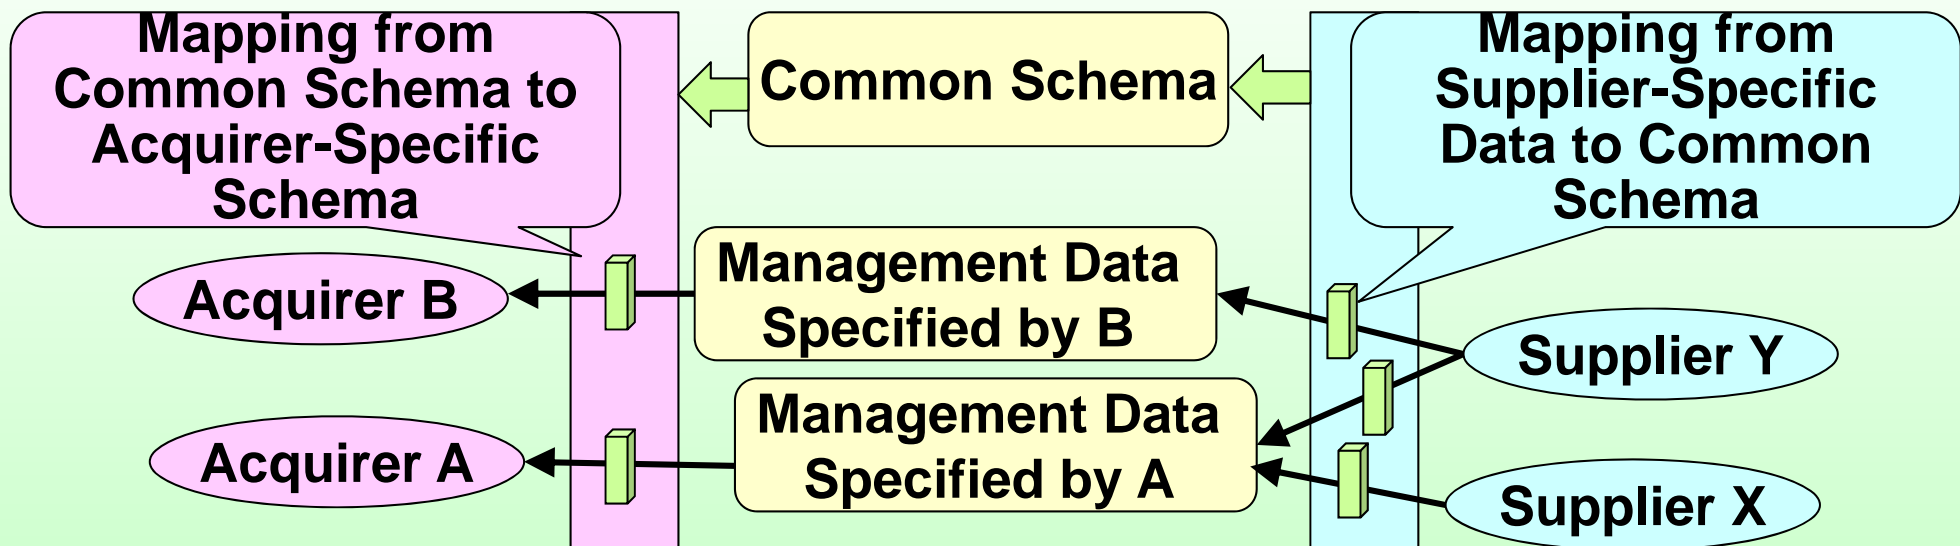 Mapping from
Common Schema to
Acquirer-Specific
Schema
Common Schema
Mapping from
Supplier-Specific
Data to Common
Schema
Acquirer B
Management Data
Specified by B
Supplier Y
Acquirer A
Management Data
Specified by A
Supplier X